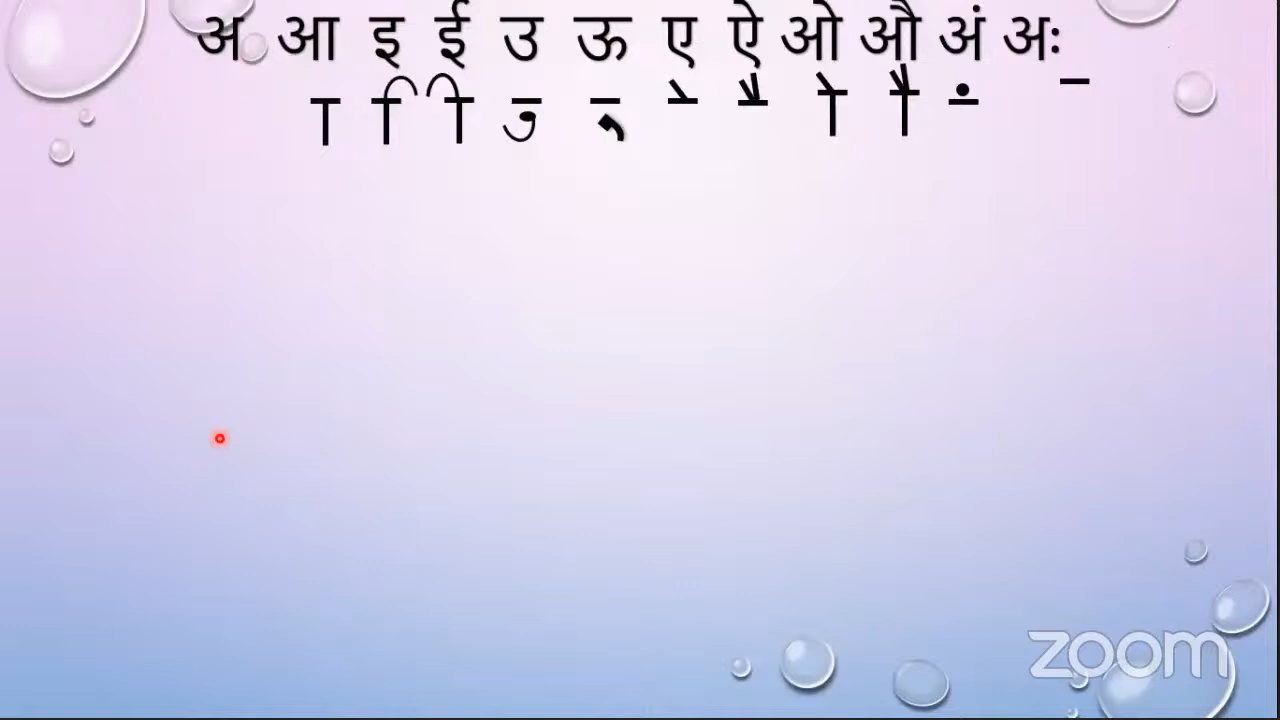 अ आ इ ई उ ऊ ए ऐ ओ औ अं अः
ा ि ी ु ू े ै ो ौ ं
zoom